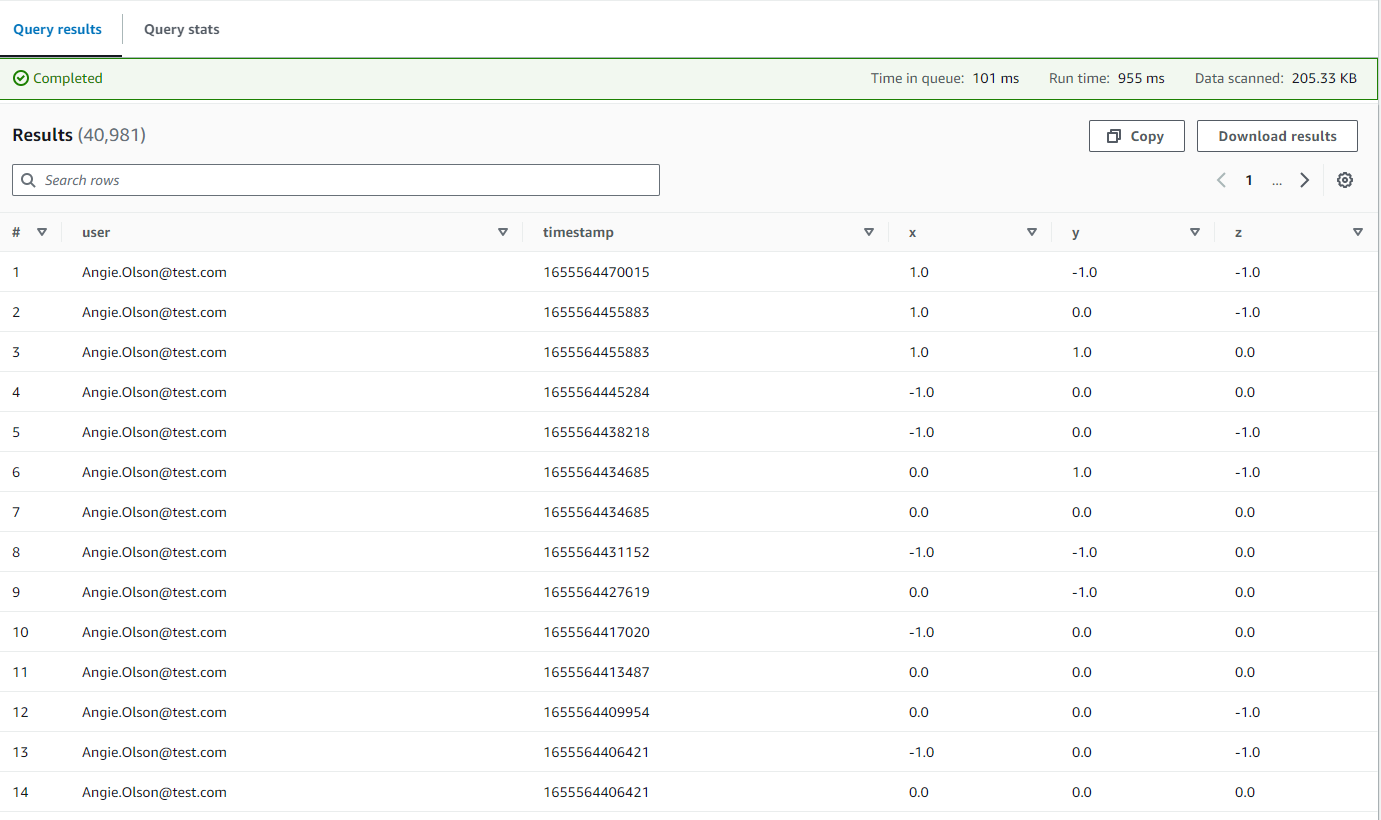 Query results Query stats
Completed Time in queue: 101 ms Run time: 955 ms Data scanned: 205.33 KB
Results (40,981) Copy Download results
Search rows 1 ...
# user timestamp x y z
1 Angie.Olson@test.com 1655564470015 1.0 -1.0 -1.0
2 Angie.Olson@test.com 1655564455883 1.0 0.0 -1.0
3 Angie.Olson@test.com 1655564455883 1.0 1.0 0.0
4 Angie.Olson@test.com 1655564445284 -1.0 0.0 0.0
5 Angie.Olson@test.com 1655564438218 -1.0 0.0 -1.0
6 Angie.Olson@test.com 1655564434685 0.0 1.0 -1.0
7 Angie.Olson@test.com 1655564434685 0.0 0.0 0.0
8 Angie.Olson@test.com 1655564431152 -1.0 -1.0 0.0
9 Angie.Olson@test.com 1655564427619 0.0 -1.0 0.0
10 Angie.Olson@test.com 1655564417020 -1.0 0.0 0.0
11 Angie.Olson@test.com 1655564413487 0.0 0.0 0.0
12 Angie.Olson@test.com 1655564409954 0.0 0.0 -1.0
13 Angie.Olson@test.com 1655564406421 -1.0 0.0 -1.0
14 Angie.Olson@test.com 1655564406421 0.0 0.0 0.0